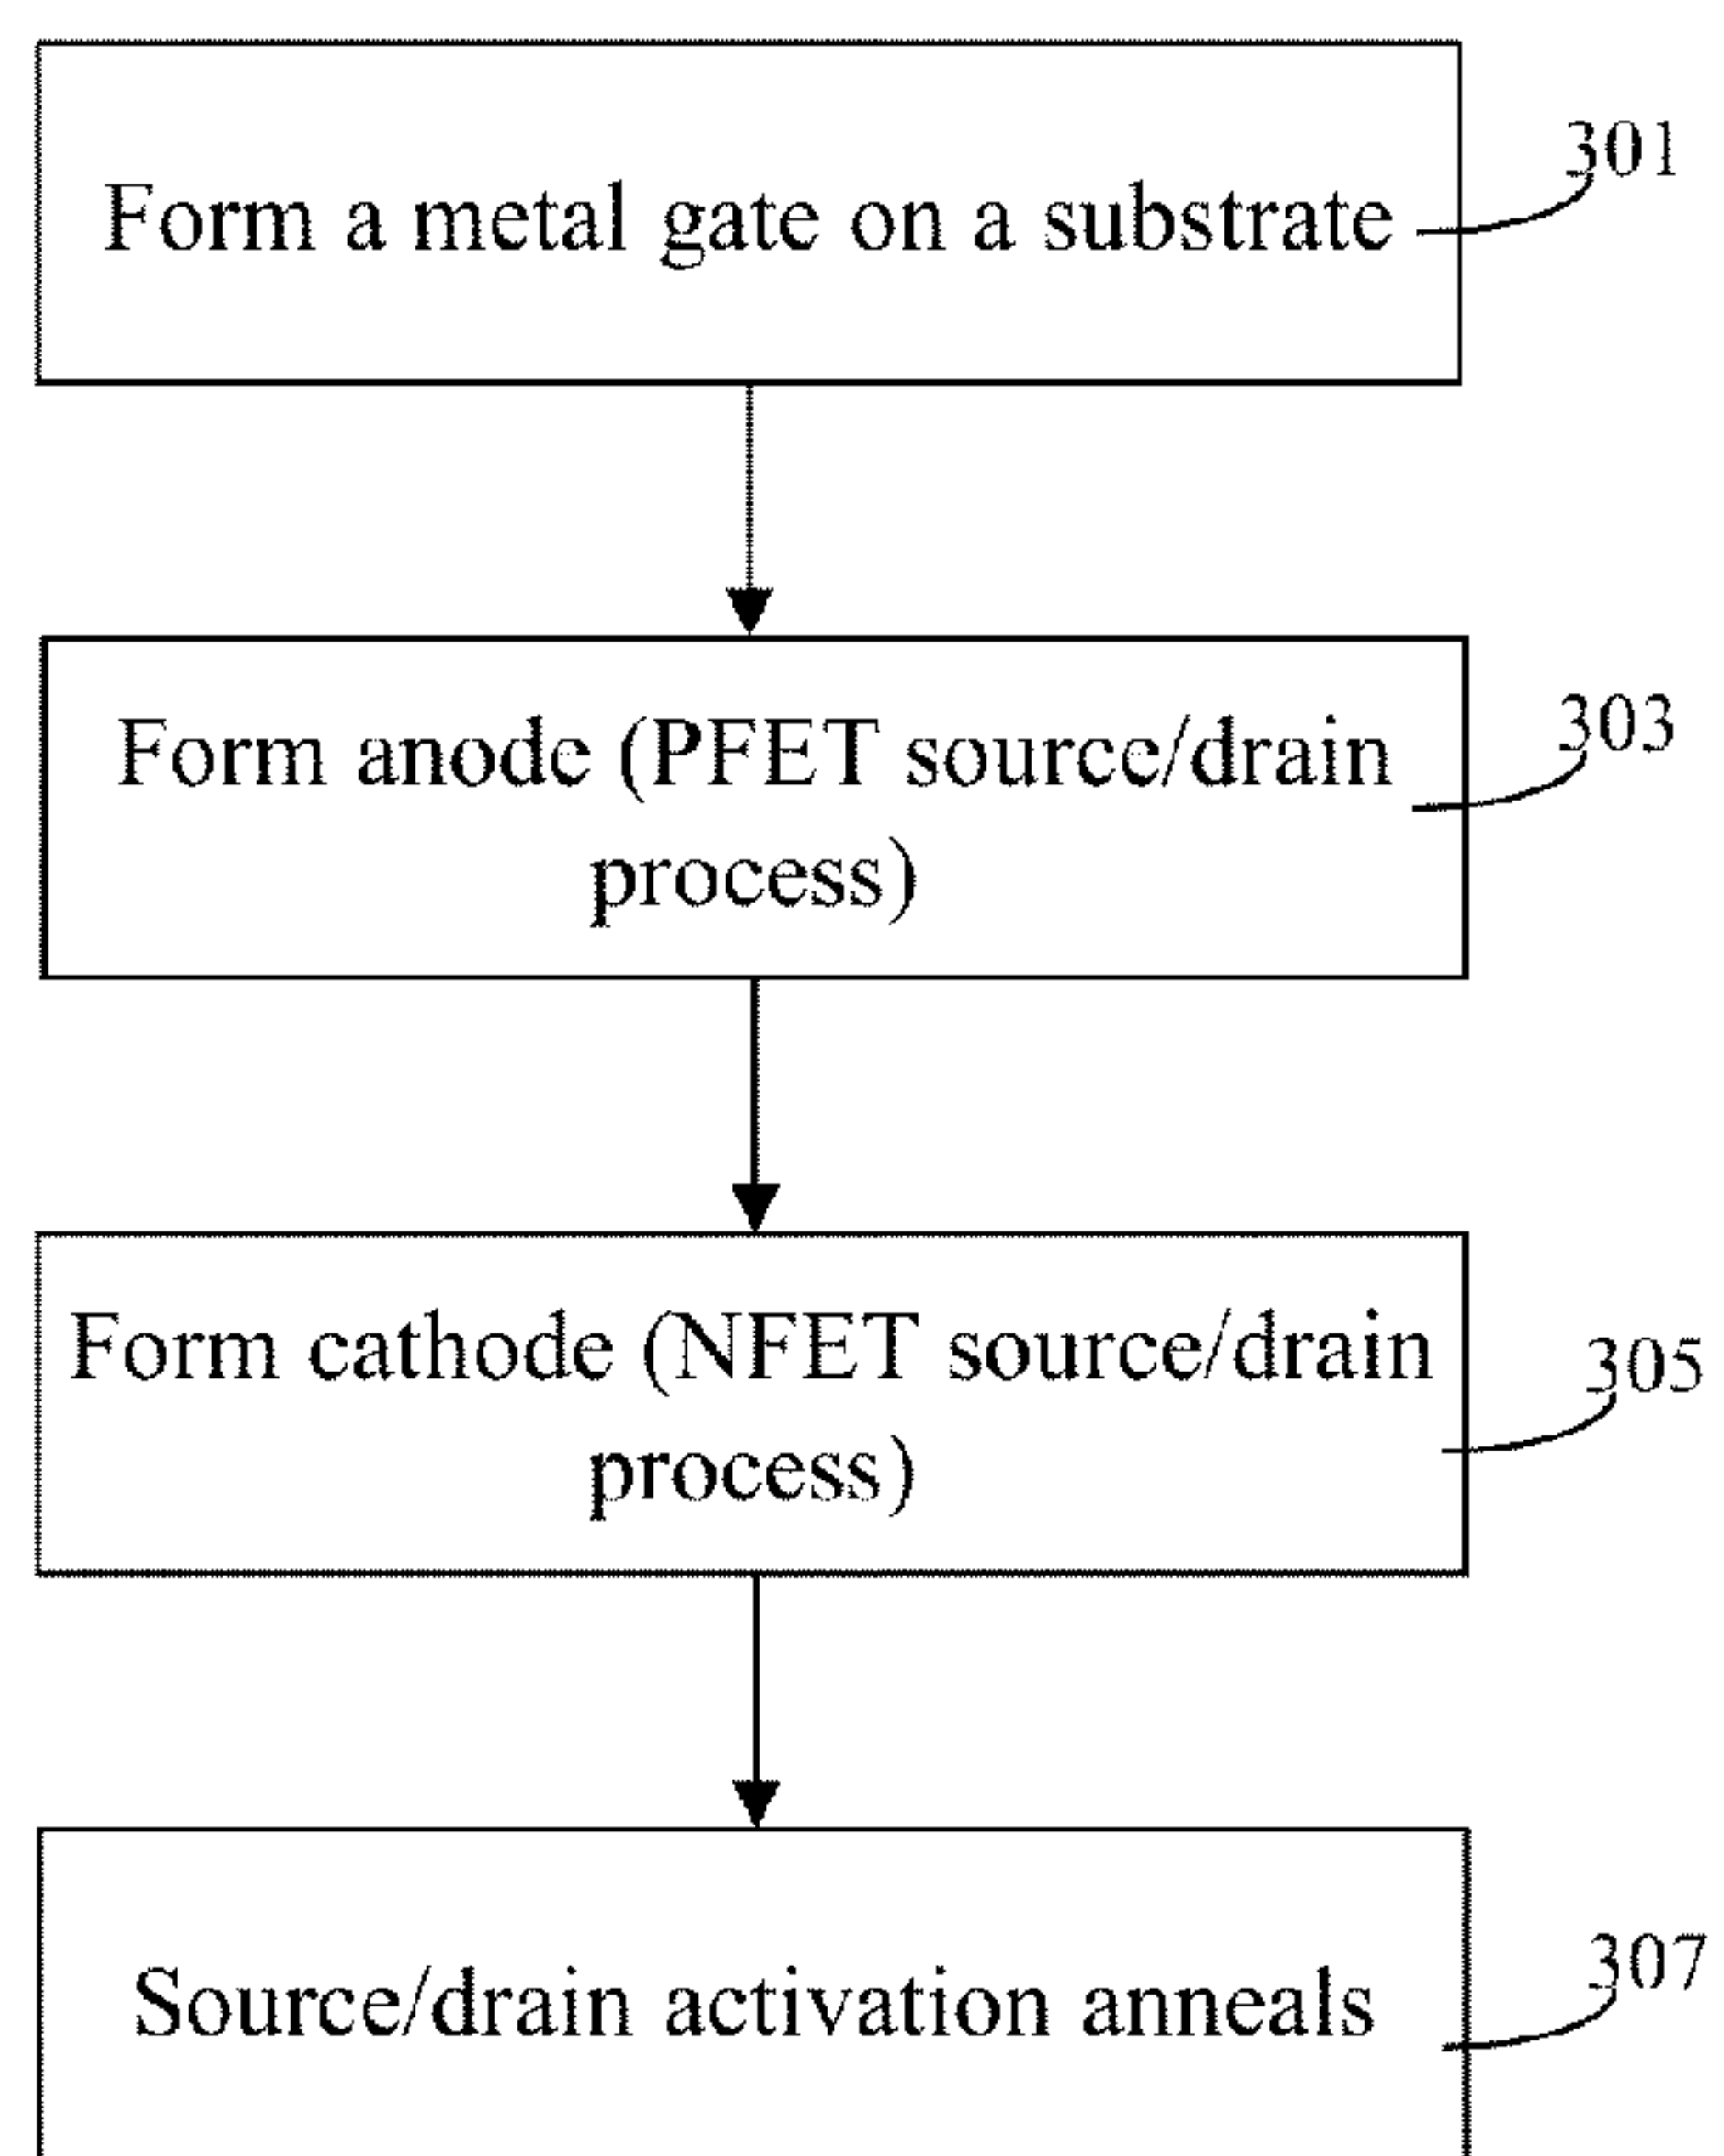 Form a metal gate on a substrate
301
Form anode (PFET source/drain
process)
303
Form cathode (NFET source/drain
process)
305
Source/drain activation anneals
307